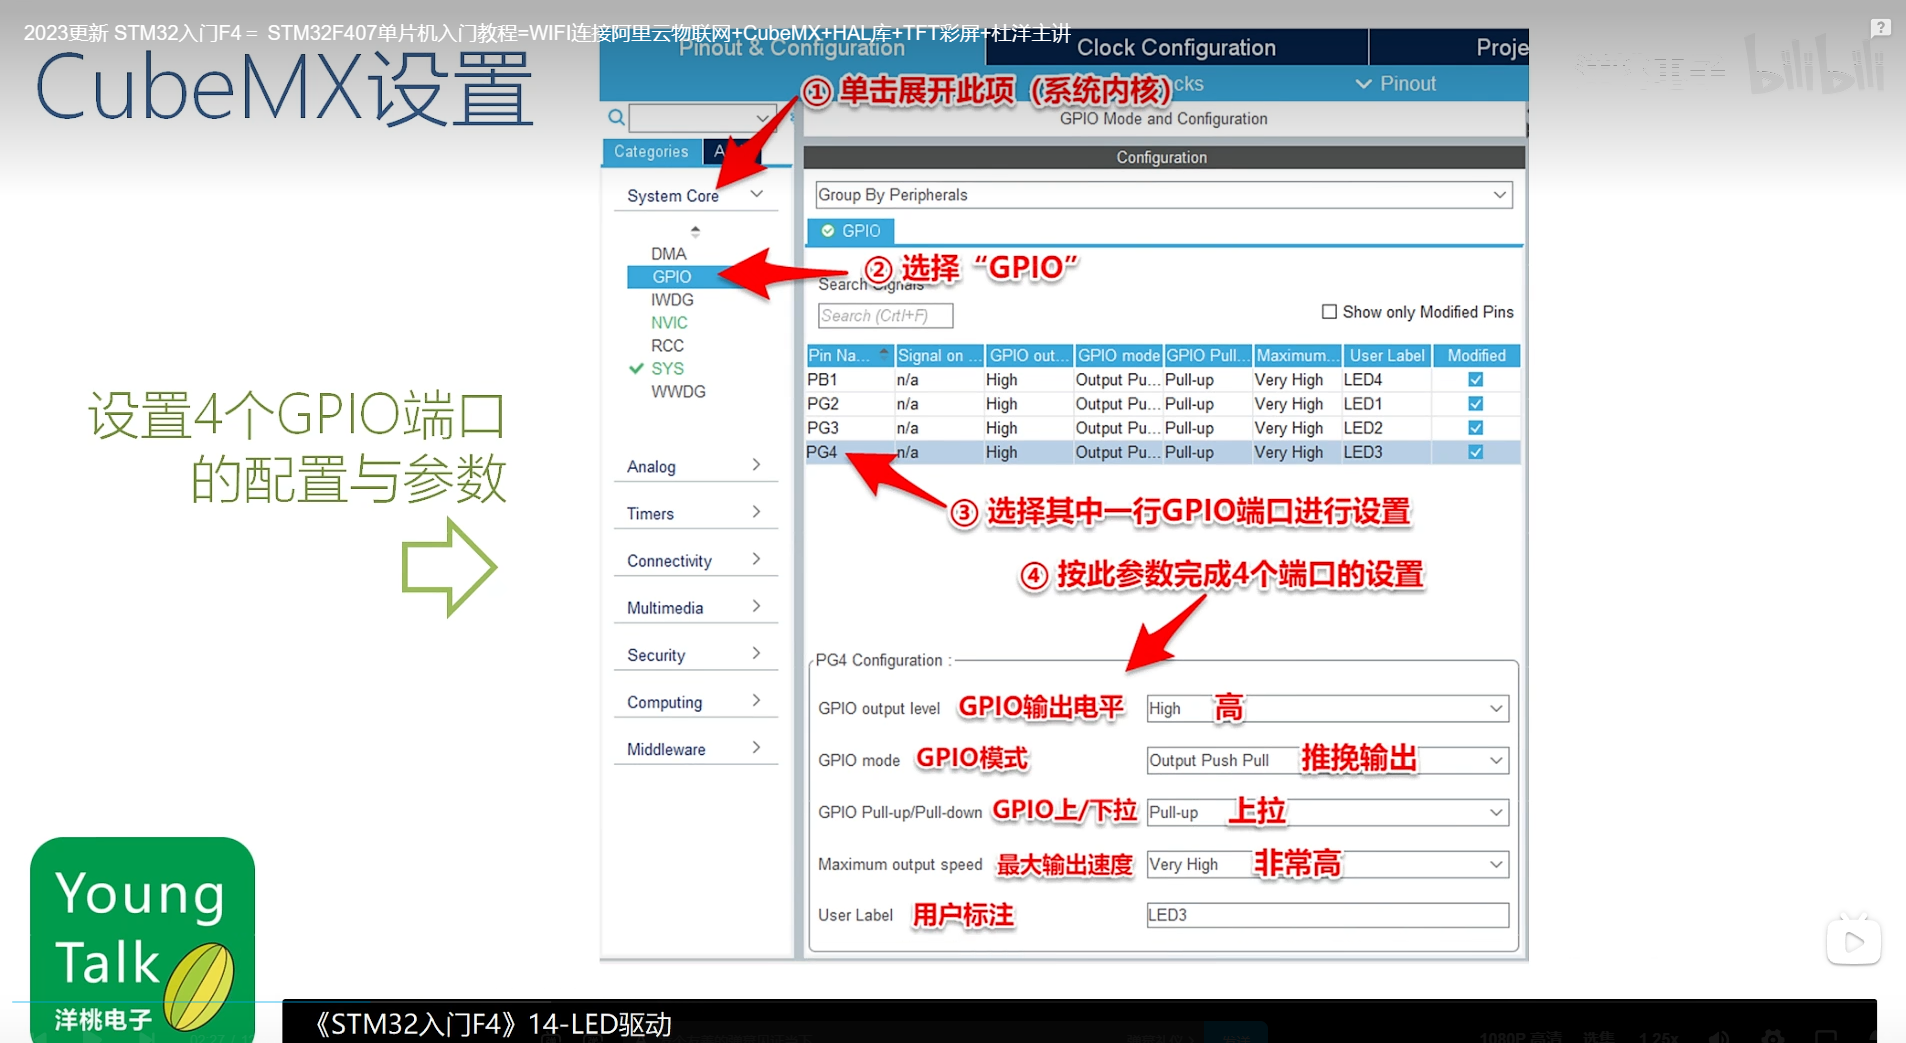 2023更新 STM32入门F4＝ STM32F407单片机入门教程=WIFI连接阿里云物联网+CubeMX+HAL库+TFT彩屏+杜洋主讲
CubeMX设置
bilibili
Pinout & Configuration
Clock Configuration
Proje
① 单击展开此项（系统内核）
cks
Pinout
GPIO Mode and Configuration
Categories
A
Configuration
System Core
Group By Peripherals
GPIO
DMA
GPIO
IWDG
NVIC
RCC
SYS
WWDG
② 选择“GPIO”
Search Signals
Search (Crtl+F)
Show only Modified Pins
Pin Na... Signal on ... GPIO out... GPIO mode GPIO Pull... Maximum... User Label Modified
PB1 n/a High Output Pu... Pull-up Very High LED4
PG2 n/a High Output Pu... Pull-up Very High LED1
PG3 n/a High Output Pu... Pull-up Very High LED2
PG4 n/a High Output Pu... Pull-up Very High LED3
设置4个GPIO端口
的配置与参数
Analog
Timers
Connectivity
Multimedia
Security
Computing
Middleware
③ 选择其中一行GPIO端口进行设置
④ 按此参数完成4个端口的设置
PG4 Configuration :
GPIO output level GPIO输出电平 High 高
GPIO mode GPIO模式 Output Push Pull 推挽输出
GPIO Pull-up/Pull-down GPIO上/下拉 Pull-up 上拉
Maximum output speed 最大输出速度 Very High 非常高
User Label 用户标注 LED3
Young
Talk
洋桃电子
《STM32入门F4》14-LED驱动
1080P 高清 选集 1.25x